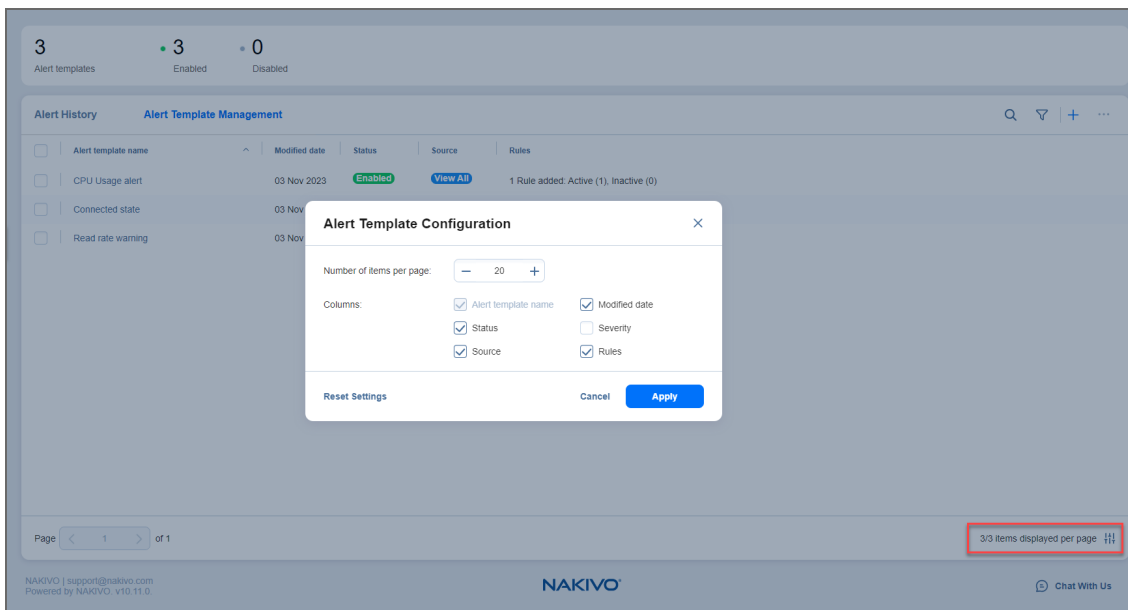 3 3 0
Alert templates Enabled Disabled
Alert History Alert Template Management
Alert template name Modified date Status Source Rules
CPU Usage alert 03 Nov 2023 Enabled View All 1 Rule added: Active (1), Inactive (0)
Connected state 03 Nov
Read rate warning 03 Nov
Alert Template Configuration
Number of items per page: 20
Columns: Alert template name Modified date
Status Severity
Source Rules
Reset Settings Cancel Apply
Page 1 of 1 3/3 items displayed per page
NAKIVO | support@nakivo.com
Powered by NAKIVO. v10.11.0.
NAKIVO
Chat With Us